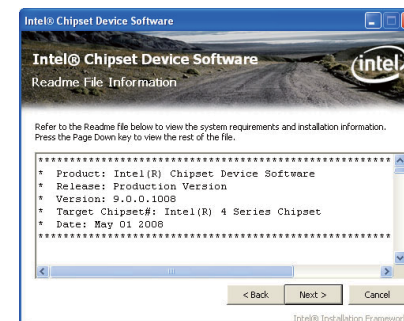 Intel® Chipset Device Software
Intel® Chipset Device Software
Readme File Information
intel
Refer to the Readme file below to view the system requirements and installation information.
Press the Page Down key to view the rest of the file.
********************************************************
* Product: Intel(R) Chipset Device Software
* Release: Production Version
* Version: 9.0.0.1008
* Target Chipset#: Intel(R) 4 Series Chipset
* Date: May 01 2008
********************************************************
< Back Next > Cancel
Intel® Installation Framework